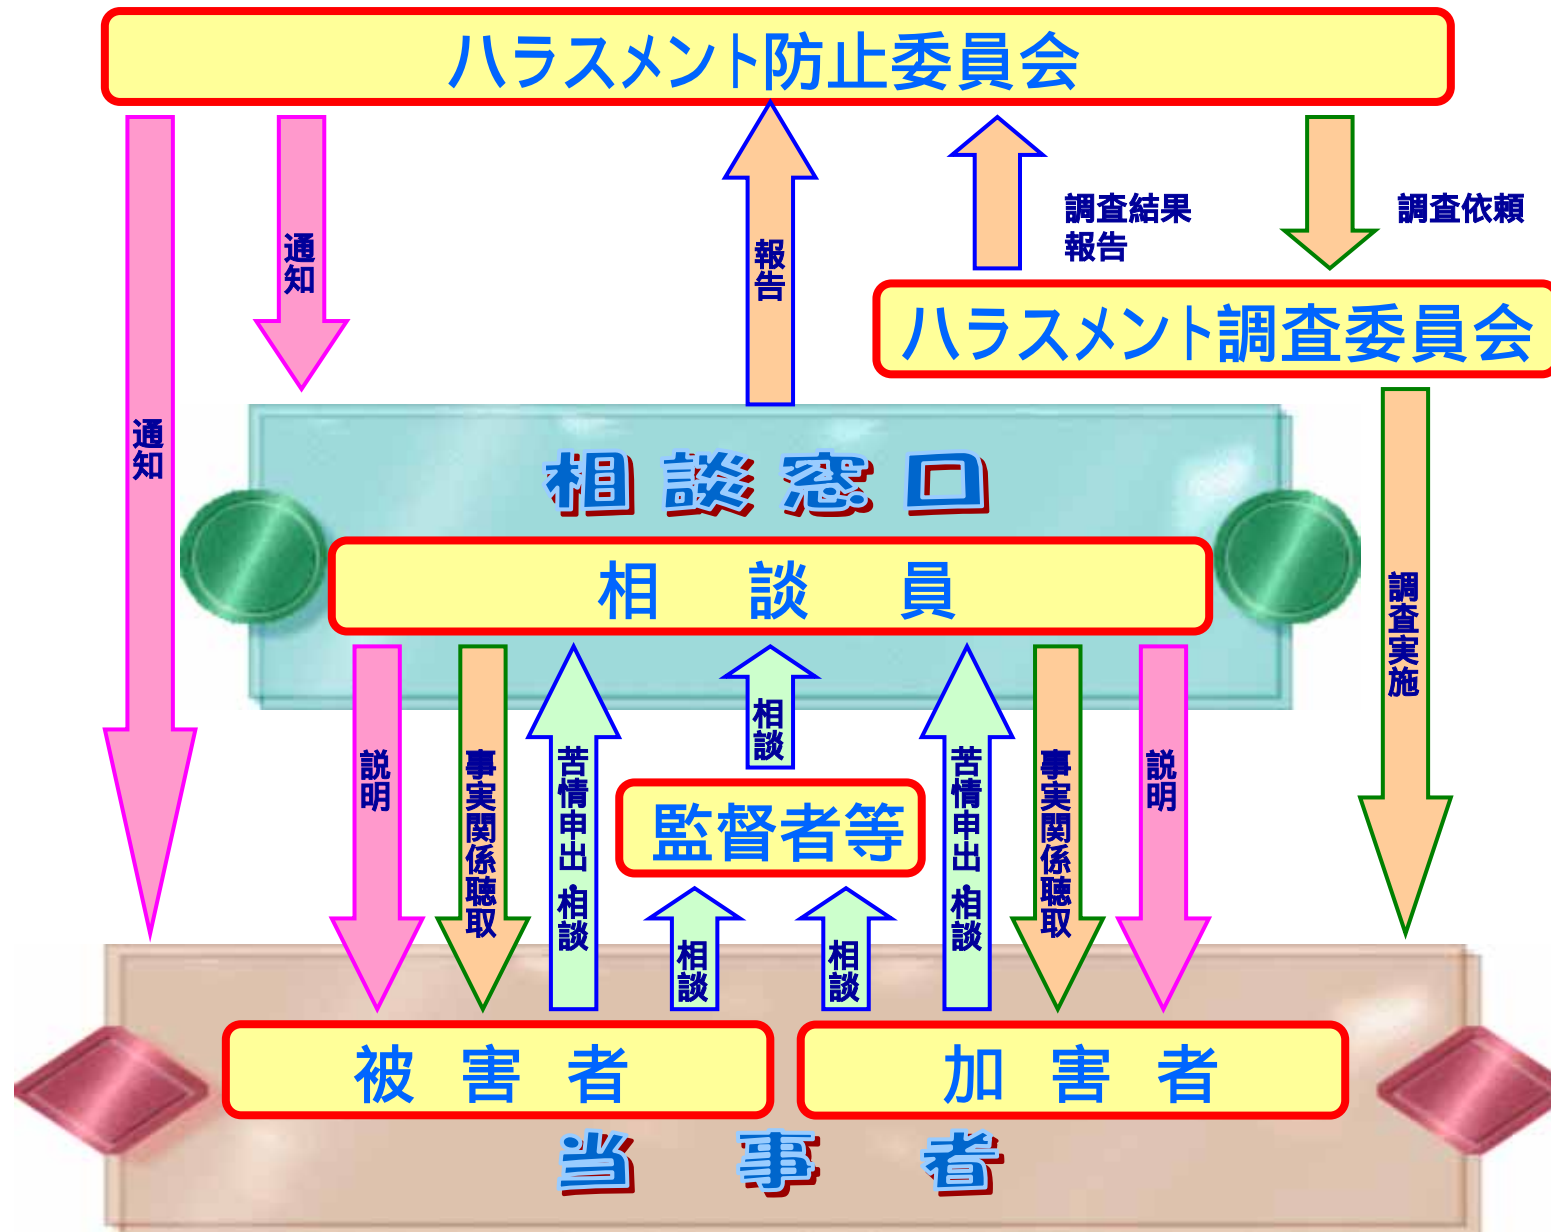 ハラスメント防止委員会
通知
通知
報告
調査結果
報告
調査依頼
ハラスメント調査委員会
相談窓口
相談員
調査実施
説明
事実関係聴取
苦情申出・相談
相談
苦情申出・相談
事実関係聴取
説明
監督者等
相談
相談
被害者
加害者
当事者